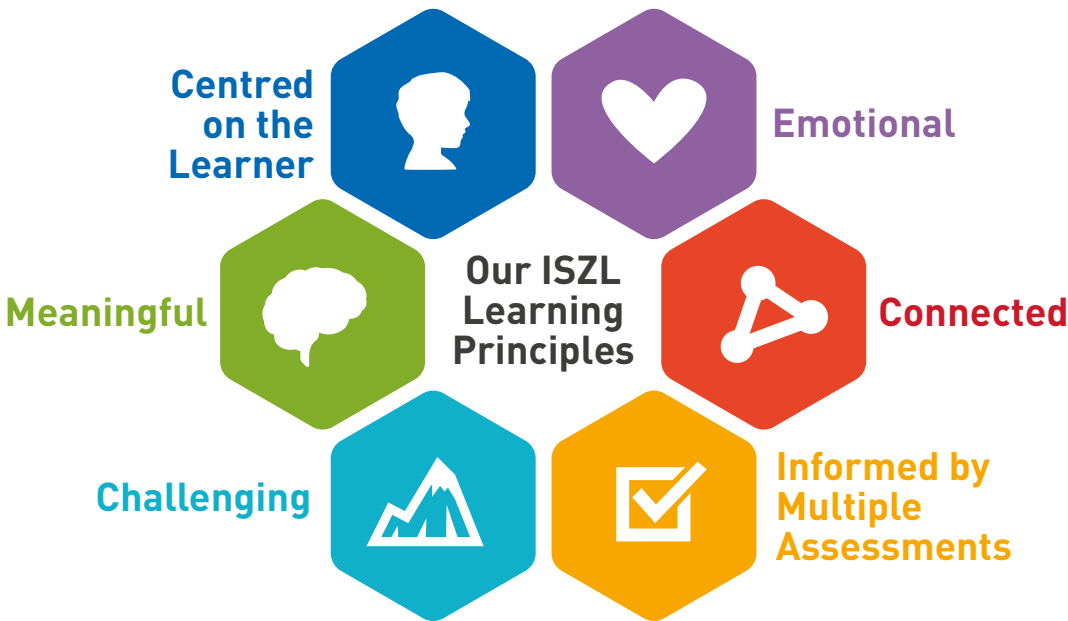 Centred
on the
Learner
Emotional
Meaningful
Our ISZL
Learning
Principles
Connected
Challenging
Informed by
Multiple
Assessments